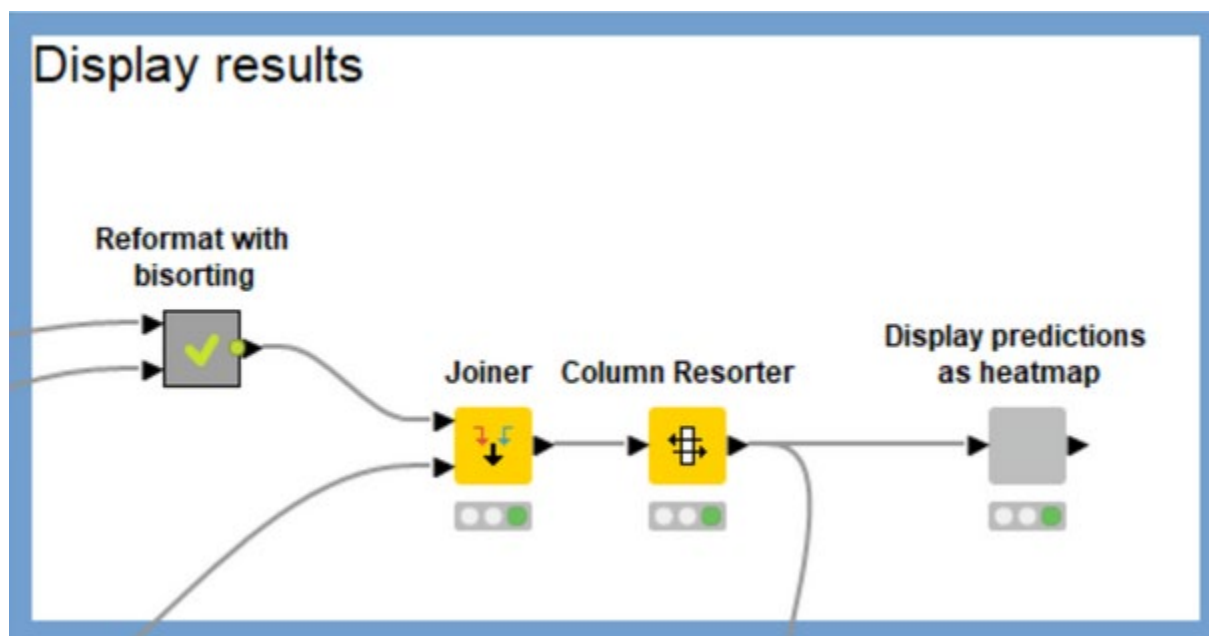 Display results
Reformat with
bisorting
Joiner
Column Resorter
Display predictions
as heatmap